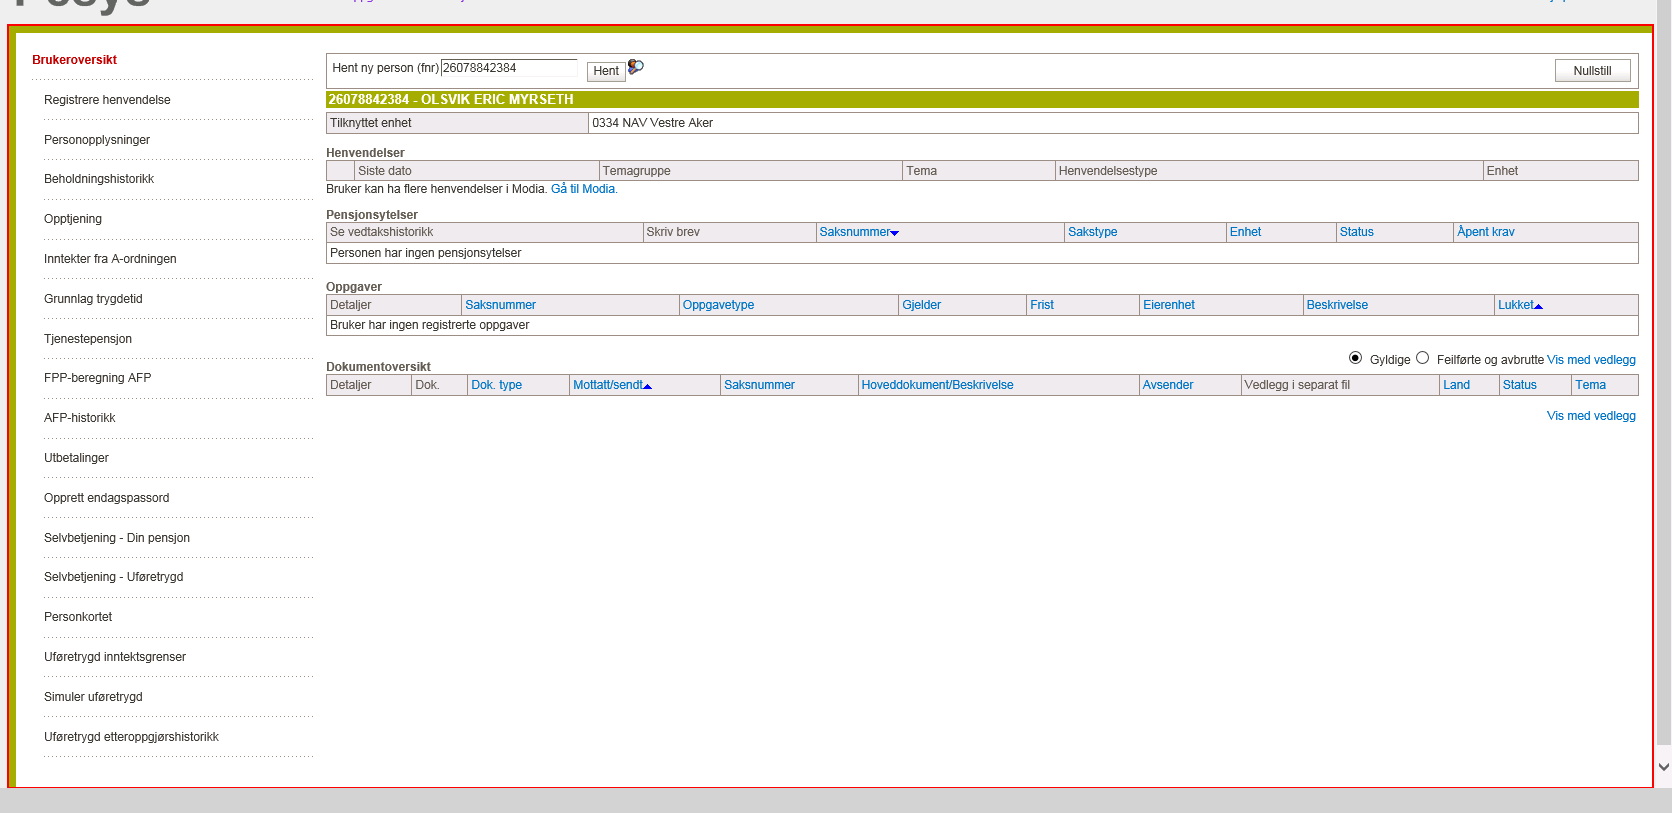 Brukeroversikt
Registrere henvendelse
Personopplysninger
Beholdningshistorikk
Opptjening
Inntekter fra A-ordningen
Grunnlag trygdetid
Tjenestepensjon
FPP-beregning AFP
AFP-historikk
Utbetalinger
Opprett endagspassord
Selvbetjening - Din pensjon
Selvbetjening - Uføretrygd
Personkortet
Uføretrygd inntektsgrenser
Simuler uføretrygd
Uføretrygd etteroppgjørshistorikk
Hent ny person (fnr) 26078842384 Hent Nullstill
26078842384 - OLSVIK ERIC MYRSETH
Tilknyttet enhet 0334 NAV Vestre Aker
Henvendelser
Siste dato Temagruppe Tema Henvendelsestype Enhet
Bruker kan ha flere henvendelser i Modia. Gå til Modia.
Pensjonsytelser
Se vedtakshistorikk Skriv brev Saksnummer Sakstype Enhet Status Åpent krav
Personen har ingen pensjonsytelser
Oppgaver
Detaljer Saksnummer Oppgavetype Gjelder Frist Eierenhet Beskrivelse Lukket
Bruker har ingen registrerte oppgaver
Gyldige Feilførte og avbrutte Vis med vedlegg
Dokumentoversikt
Detaljer Dok. Dok. type Mottatt/sendt Saksnummer Hoveddokument/Beskrivelse Avsender Vedlegg i separat fil Land Status Tema
Vis med vedlegg